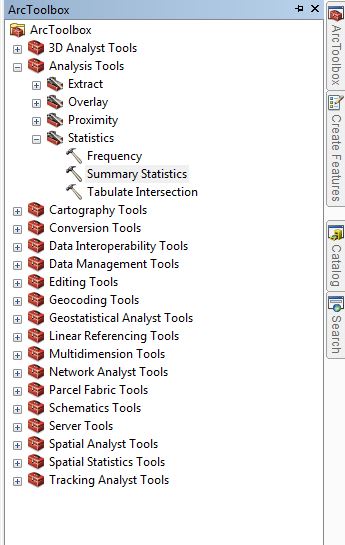 ArcToolbox
ArcToolbox
3D Analyst Tools
Analysis Tools
Extract
Overlay
Proximity
Statistics
Frequency
Summary Statistics
Tabulate Intersection
Cartography Tools
Conversion Tools
Data Interoperability Tools
Data Management Tools
Editing Tools
Geocoding Tools
Geostatistical Analyst Tools
Linear Referencing Tools
Multidimension Tools
Network Analyst Tools
Parcel Fabric Tools
Schematics Tools
Server Tools
Spatial Analyst Tools
Spatial Statistics Tools
Tracking Analyst Tools
ArcToolbox
Create Features
Catalog
Search